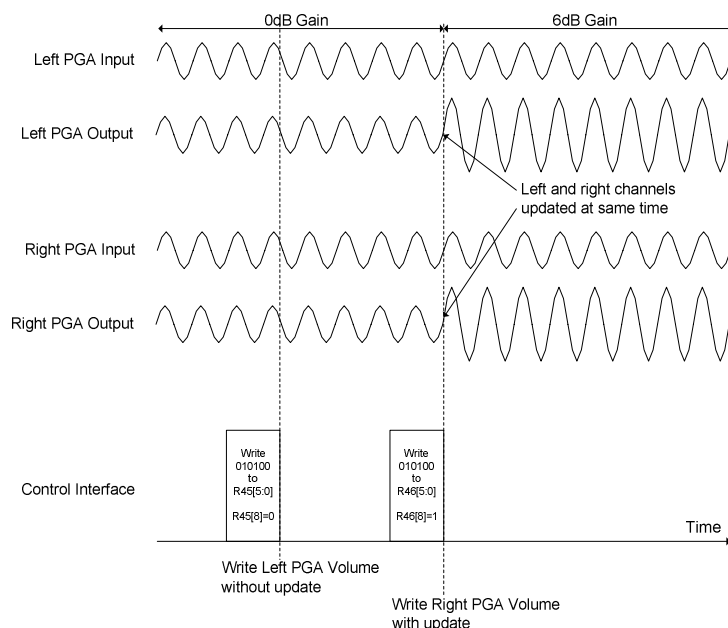 0dB Gain
6dB Gain
Left PGA Input
Left PGA Output
Left and right channels
updated at same time
Right PGA Input
Right PGA Output
Control Interface
Write
010100
to
R45[5:0]
R45[8]=0
Write
010100
to
R46[5:0]
R46[8]=1
Time
Write Left PGA Volume
without update
Write Right PGA Volume
with update